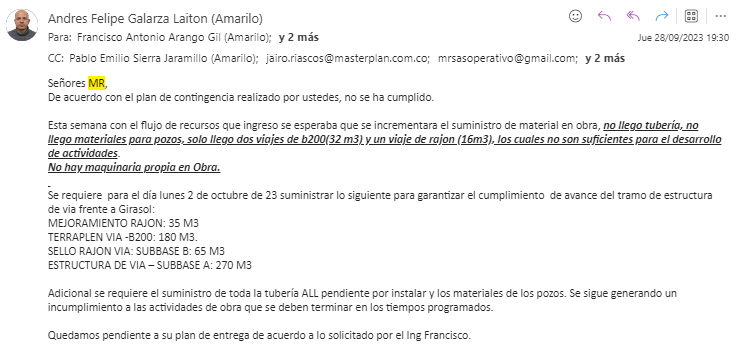 Andres Felipe Galarza Laiton (Amarilo)
Para: Francisco Antonio Arango Gil (Amarilo); y 2 más
Jue 28/09/2023 19:30
CC: Pablo Emilio Sierra Jaramillo (Amarilo); jairo.riascos@masterplan.com.co; mrsasoperativo@gmail.com; y 2 más
Señores MR,
De acuerdo con el plan de contingencia realizado por ustedes, no se ha cumplido.
Esta semana con el flujo de recursos que ingreso se esperaba que se incrementara el suministro de material en obra, no llego tubería, no
llego materiales para pozos, solo llego dos viajes de b200(32 m3) y un viaje de rajon (16m3), los cuales no son suficientes para el desarrollo
de actividades.
No hay maquinaria propia en Obra.
Se requiere para el día lunes 2 de octubre de 23 suministrar lo siguiente para garantizar el cumplimiento de avance del tramo de estructura
de via frente a Girasol:
MEJORAMIENTO RAJON: 35 M3
TERRAPLEN VIA -B200: 180 M3.
SELLO RAJON VIA: SUBBASE B: 65 M3
ESTRUCTURA DE VIA – SUBBASE A: 270 M3
Adicional se requiere el suministro de toda la tubería ALL pendiente por instalar y los materiales de los pozos. Se sigue generando un
incumplimiento a las actividades de obra que se deben terminar en los tiempos programados.
Quedamos pendiente a su plan de entrega de acuerdo a lo solicitado por el Ing Francisco.